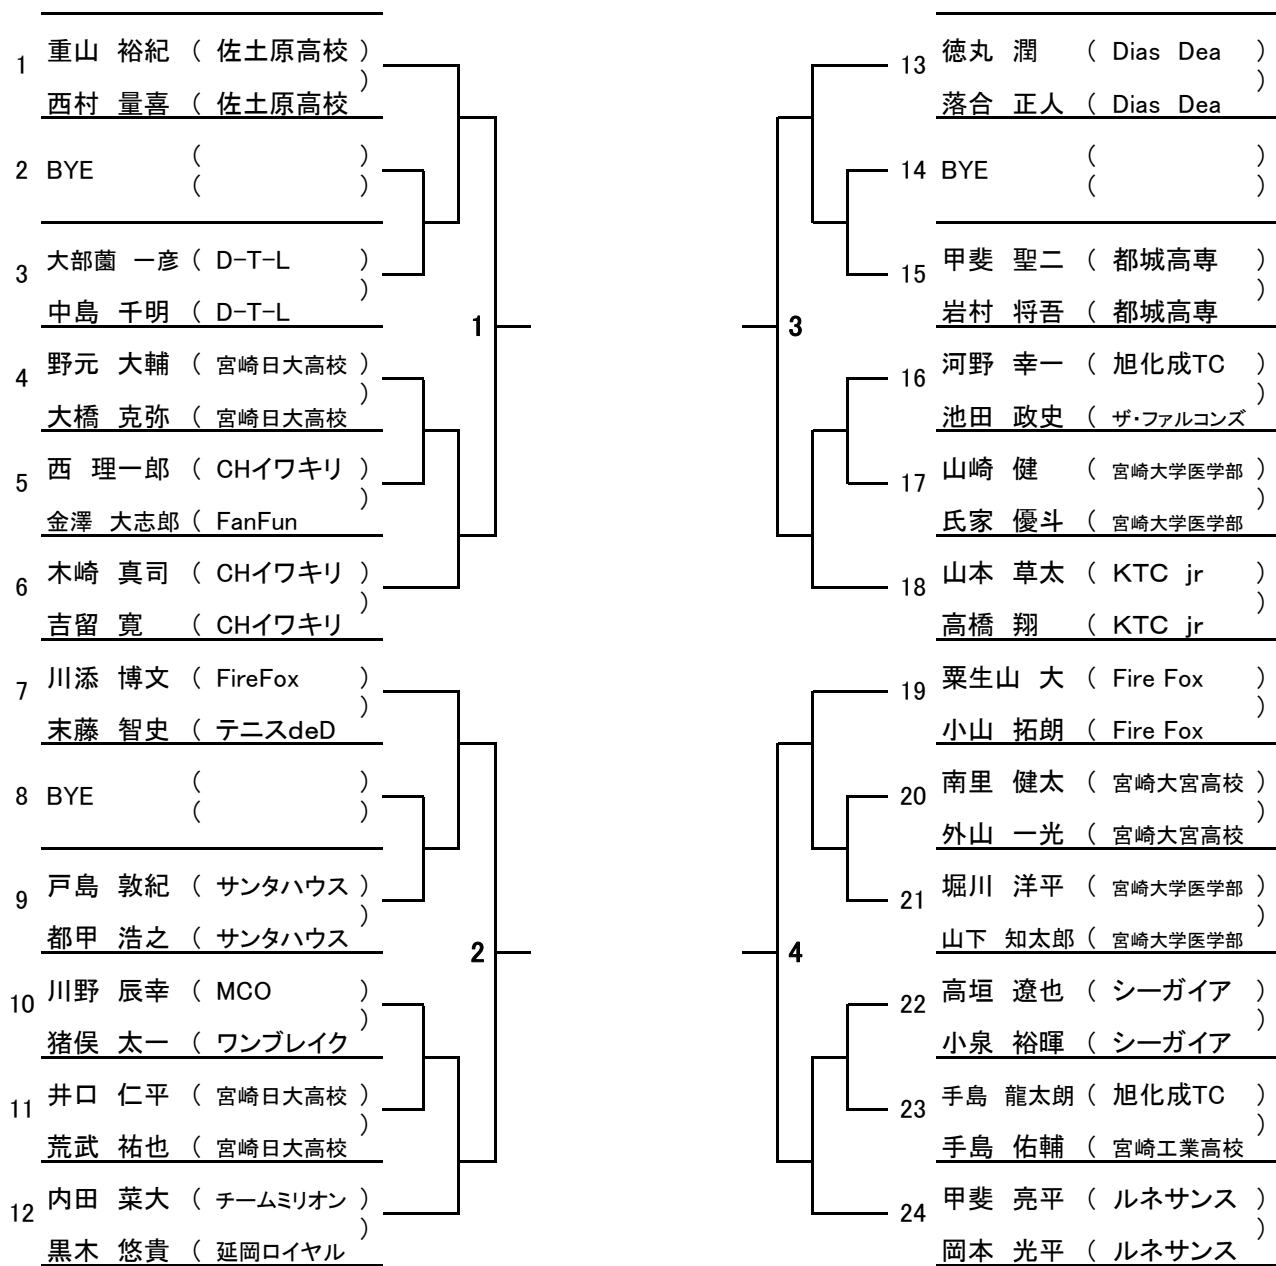 1 重山 裕紀 ( 佐土原高校 )
西村 量喜 ( 佐土原高校 )
2 BYE ( )
( )
3 大部薗 一彦 ( D-T-L )
中島 千明 ( D-T-L )
4 野元 大輔 ( 宮崎日大高校 )
大橋 克弥 ( 宮崎日大高校 )
5 西 理一郎 ( CHイワキリ )
金澤 大志郎 ( FanFun )
6 木崎 真司 ( CHイワキリ )
吉留 寛 ( CHイワキリ )
1
7 川添 博文 ( FireFox )
末藤 智史 ( テニスdeD )
8 BYE ( )
( )
9 戸島 敦紀 ( サンタハウス )
都甲 浩之 ( サンタハウス )
10 川野 辰幸 ( MCO )
猪俣 太一 ( ワンブレイク )
11 井口 仁平 ( 宮崎日大高校 )
荒武 祐也 ( 宮崎日大高校 )
12 内田 菜大 ( チームミリオン )
黒木 悠貴 ( 延岡ロイヤル )
2
13 徳丸 潤 ( Dias Dea )
落合 正人 ( Dias Dea )
14 BYE ( )
( )
15 甲斐 聖二 ( 都城高専 )
岩村 将吾 ( 都城高専 )
16 河野 幸一 ( 旭化成TC )
池田 政史 ( ザ・ファルコンズ )
17 山崎 健 ( 宮崎大学医学部 )
氏家 優斗 ( 宮崎大学医学部 )
18 山本 草太 ( KTC jr )
高橋 翔 ( KTC jr )
3
19 粟生山 大 ( Fire Fox )
小山 拓朗 ( Fire Fox )
20 南里 健太 ( 宮崎大宮高校 )
外山 一光 ( 宮崎大宮高校 )
21 堀川 洋平 ( 宮崎大学医学部 )
山下 知太郎 ( 宮崎大学医学部 )
22 高垣 遼也 ( シーガイア )
小泉 裕暉 ( シーガイア )
23 手島 龍太朗 ( 旭化成TC )
手島 佑輔 ( 宮崎工業高校 )
24 甲斐 亮平 ( ルネサンス )
岡本 光平 ( ルネサンス )
4